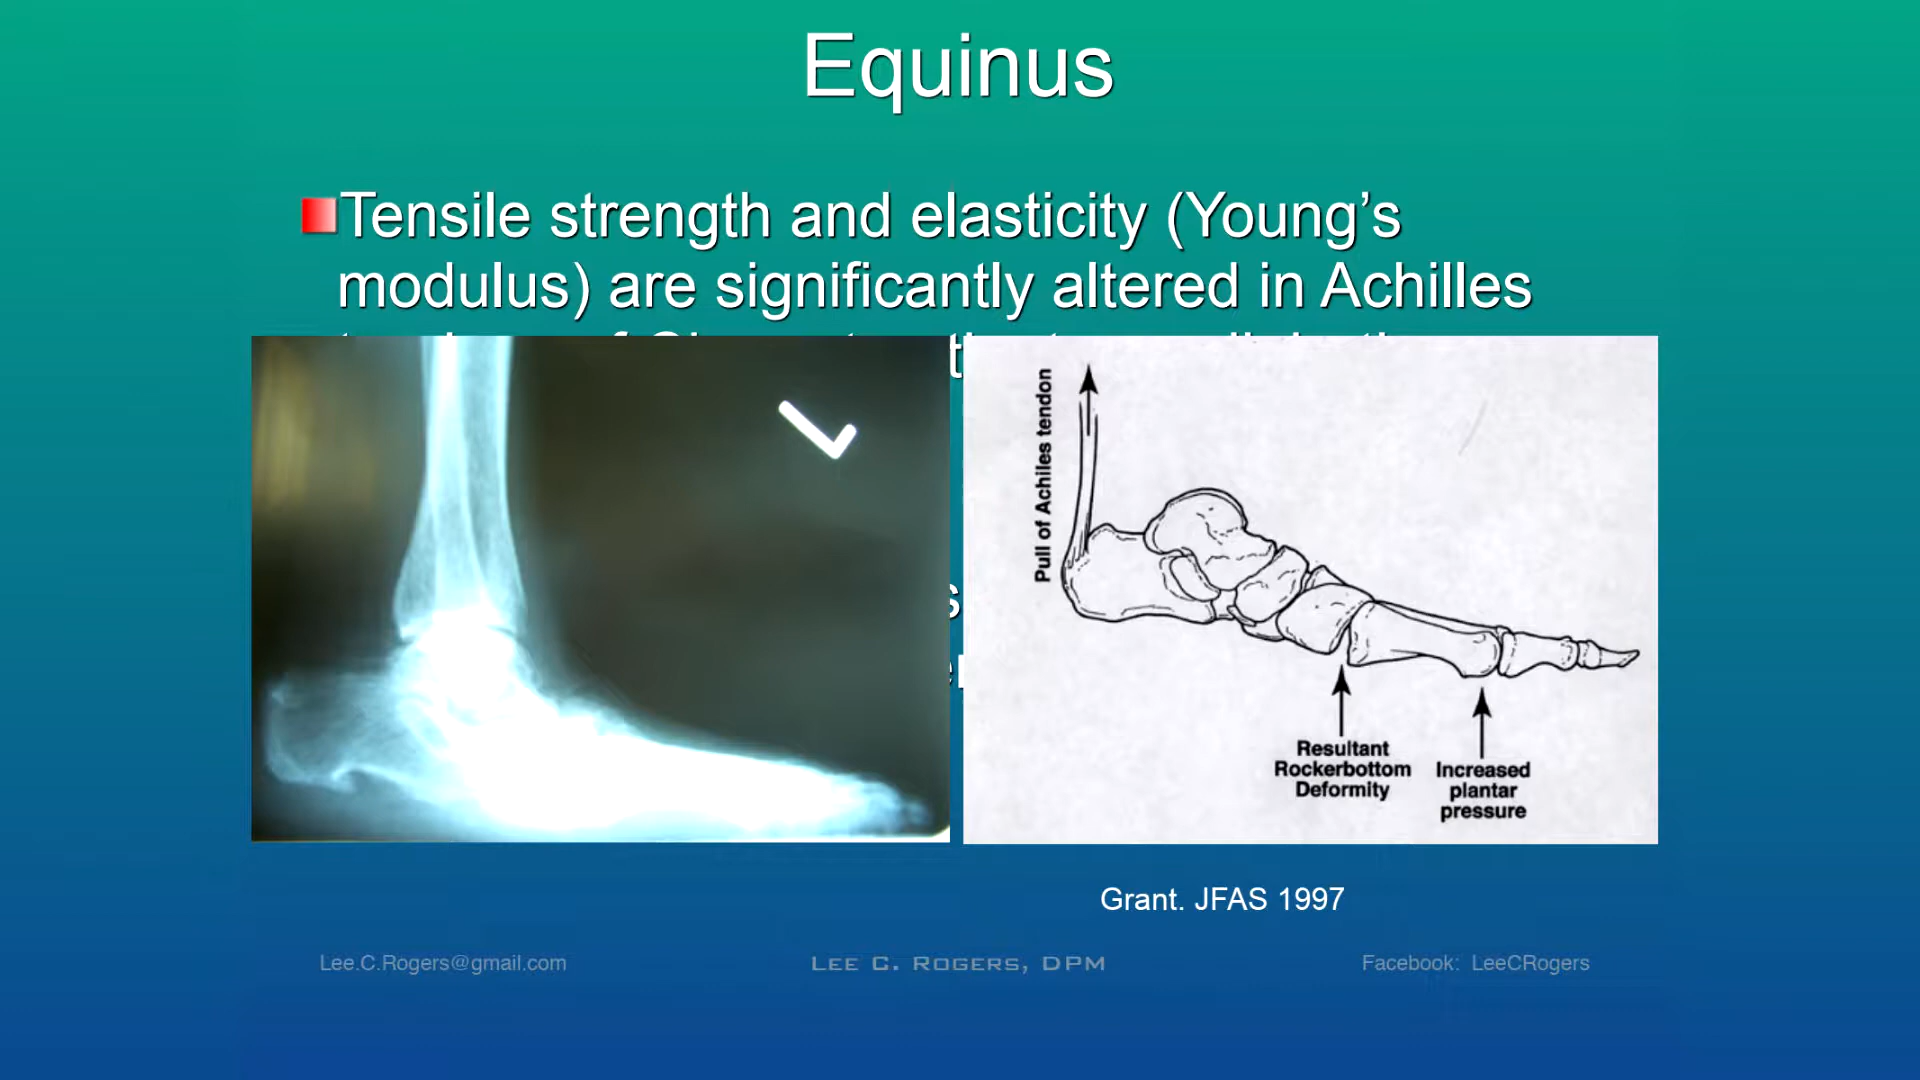 Equinus
Tensile strength and elasticity (Young’s
modulus) are significantly altered in Achilles
Pull of Achiles tendon
Resultant
Rockerbottom
Deformity
Increased
plantar
pressure
Grant. JFAS 1997
Lee.C.Rogers@gmail.com
LEE C. ROGERS, DPM
Facebook: LeeCRogers